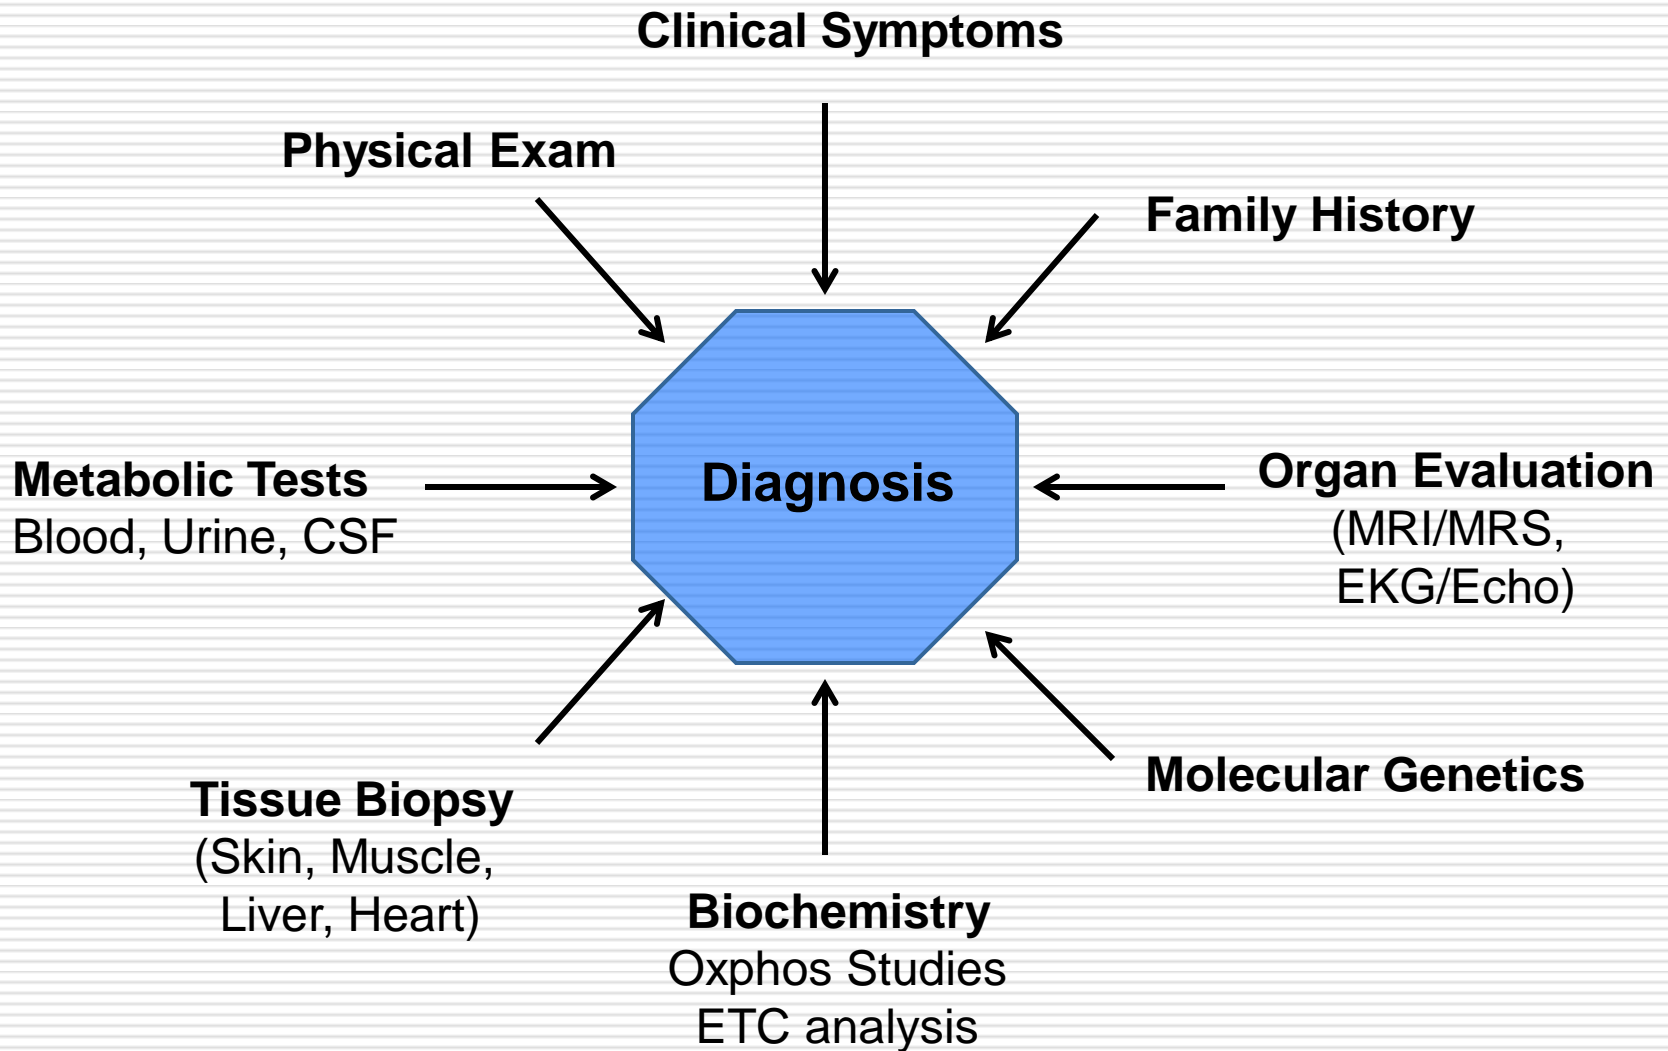 Clinical Symptoms
Physical Exam
Family History
Metabolic Tests
Blood, Urine, CSF
Diagnosis
Organ Evaluation
(MRI/MRS,
EKG/Echo)
Tissue Biopsy
(Skin, Muscle,
Liver, Heart)
Molecular Genetics
Biochemistry
Oxphos Studies
ETC analysis